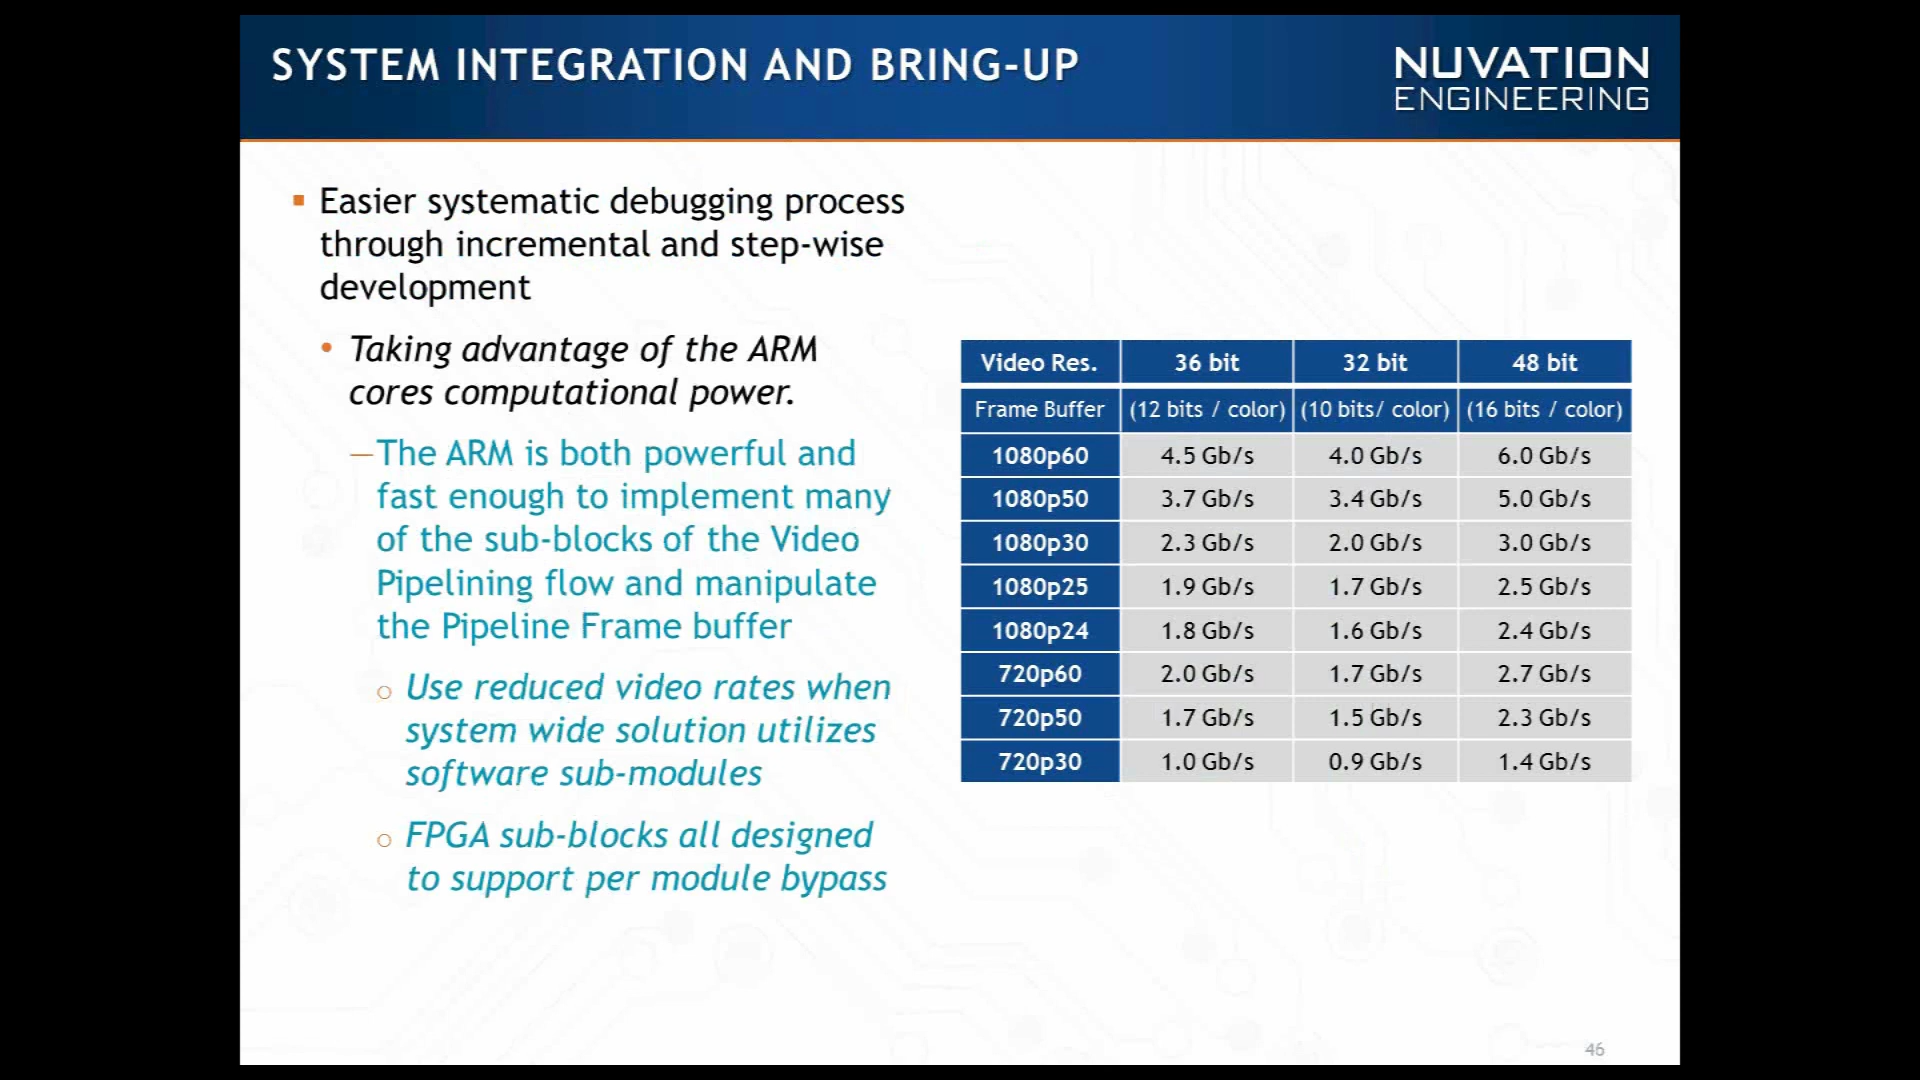 SYSTEM INTEGRATION AND BRING-UP
NUVATION
ENGINEERING
Easier systematic debugging process
through incremental and step-wise
development
Taking advantage of the ARM
cores computational power.
—The ARM is both powerful and
fast enough to implement many
of the sub-blocks of the Video
Pipelining flow and manipulate
the Pipeline Frame buffer
Use reduced video rates when
system wide solution utilizes
software sub-modules
FPGA sub-blocks all designed
to support per module bypass
Video Res. 36 bit 32 bit 48 bit
Frame Buffer (12 bits / color) (10 bits/ color) (16 bits / color)
1080p60 4.5 Gb/s 4.0 Gb/s 6.0 Gb/s
1080p50 3.7 Gb/s 3.4 Gb/s 5.0 Gb/s
1080p30 2.3 Gb/s 2.0 Gb/s 3.0 Gb/s
1080p25 1.9 Gb/s 1.7 Gb/s 2.5 Gb/s
1080p24 1.8 Gb/s 1.6 Gb/s 2.4 Gb/s
720p60 2.0 Gb/s 1.7 Gb/s 2.7 Gb/s
720p50 1.7 Gb/s 1.5 Gb/s 2.3 Gb/s
720p30 1.0 Gb/s 0.9 Gb/s 1.4 Gb/s
46